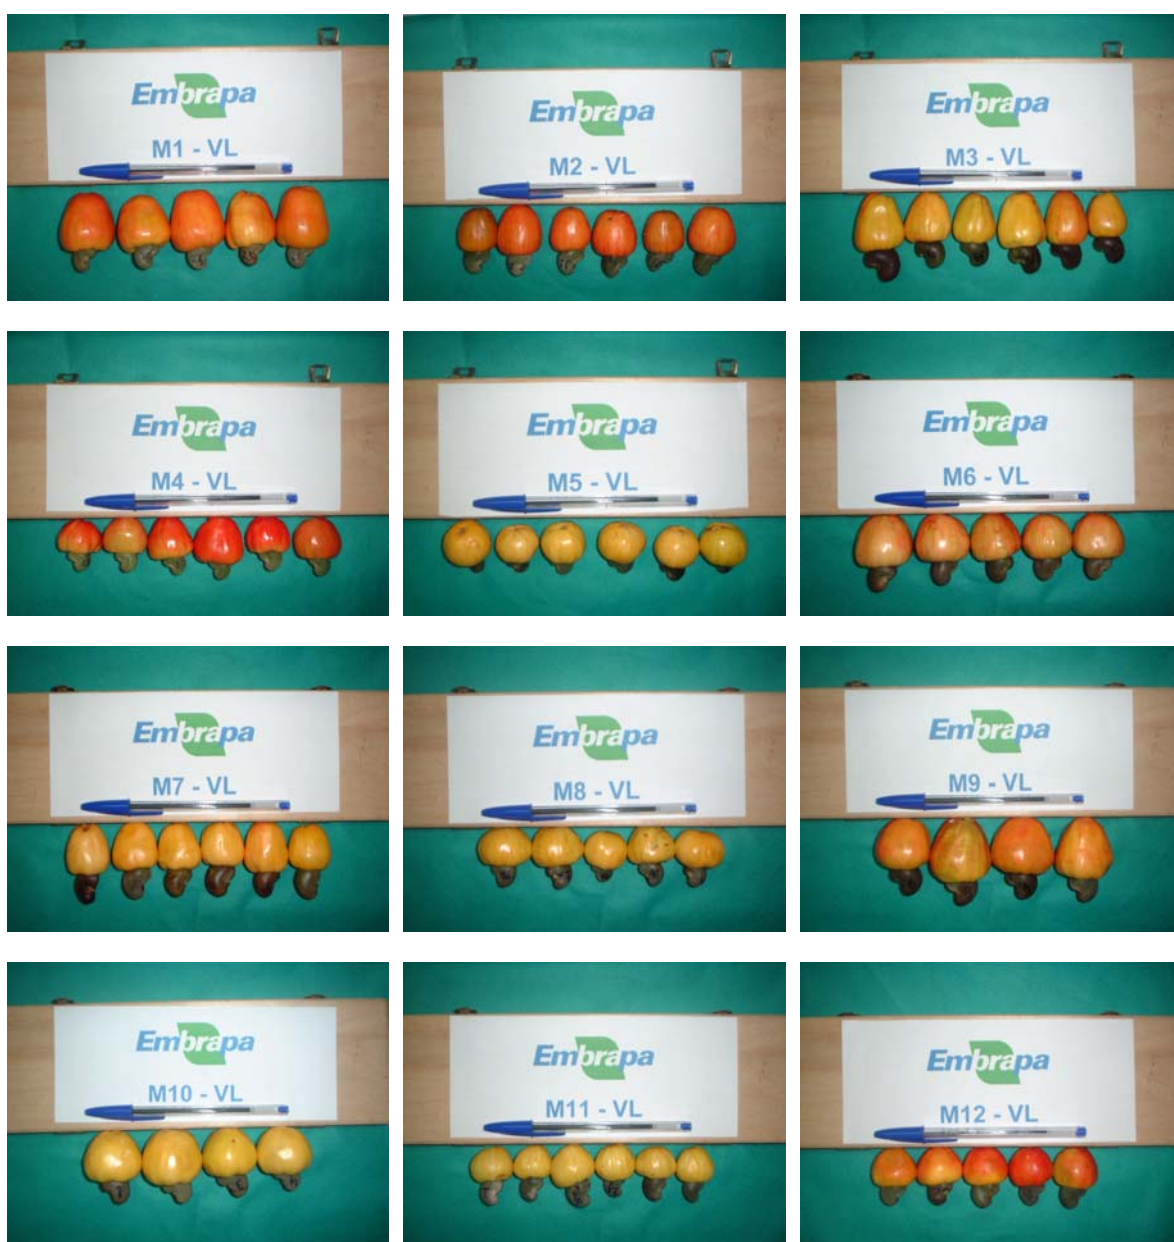 Embrapa
M1 - VL
Embrapa
M2 - VL
Embrapa
M3 - VL
Embrapa
M4 - VL
Embrapa
M5 - VL
Embrapa
M6 - VL
Embrapa
M7 - VL
Embrapa
M8 - VL
Embrapa
M9 - VL
Embrapa
M10 - VL
Embrapa
M11 - VL
Embrapa
M12 - VL